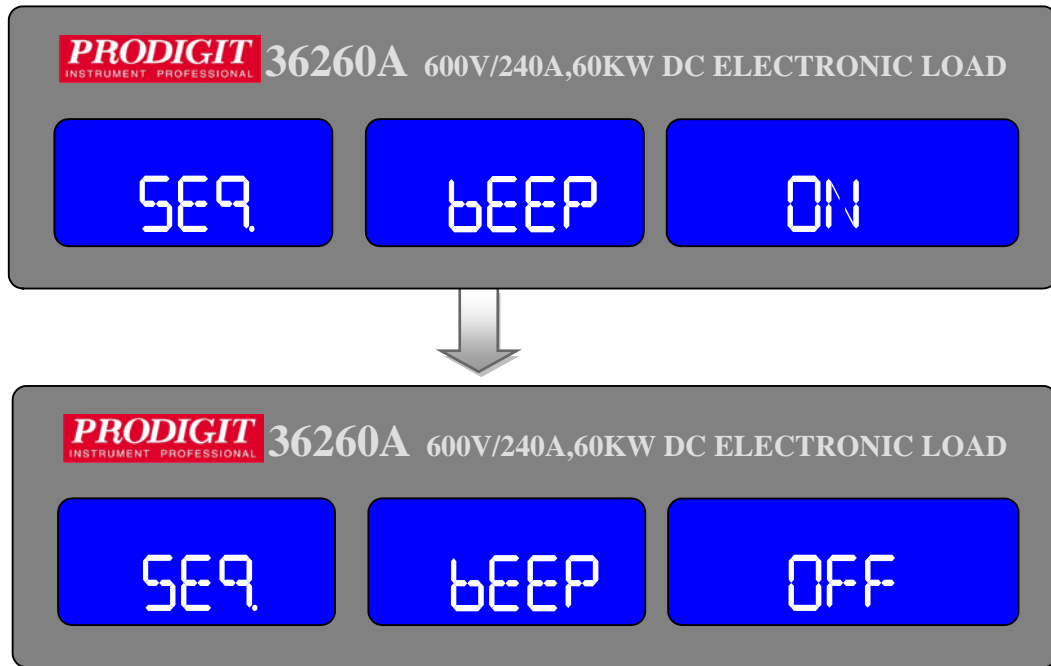 PRODIGIT 36260A 600V/240A,60KW DC ELECTRONIC LOAD
INSTRUMENT PROFESSIONAL
SEq. bEEP ON
PRODIGIT 36260A 600V/240A,60KW DC ELECTRONIC LOAD
INSTRUMENT PROFESSIONAL
SEq. bEEP OFF